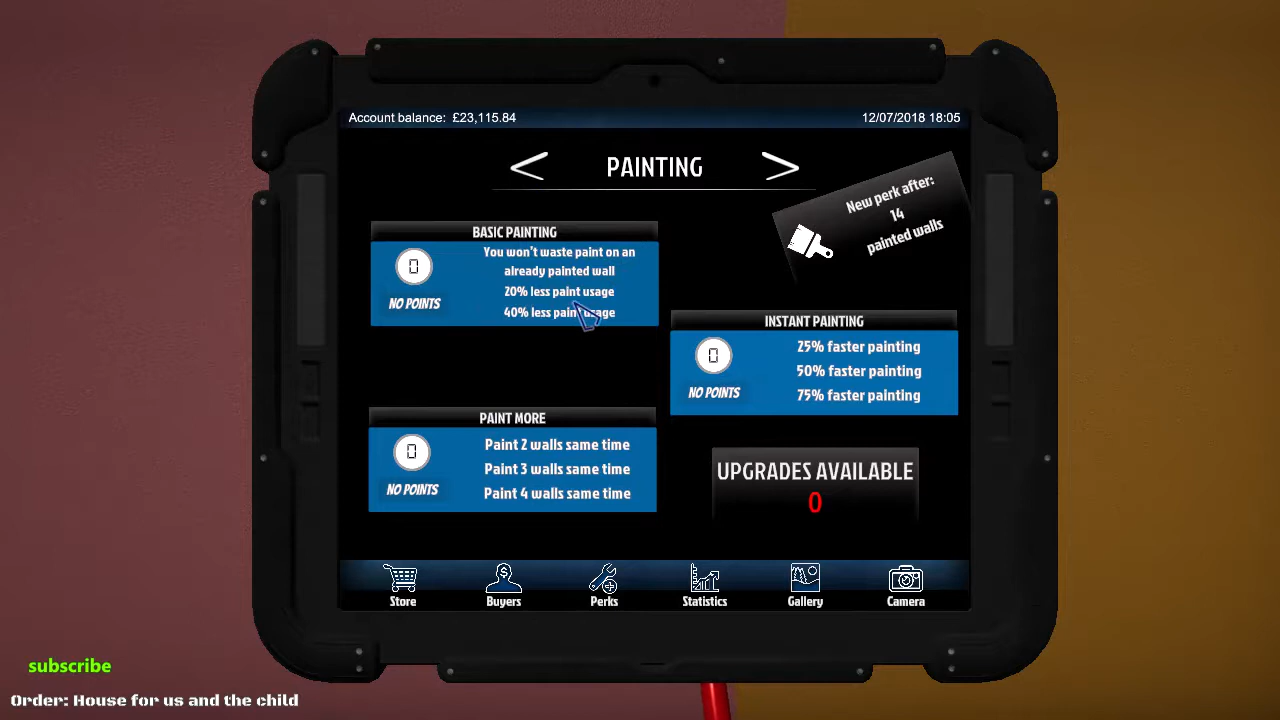 Account balance: £23,115.84
12/07/2018 18:05
< PAINTING >
New perk after:
14
painted walls
BASIC PAINTING
0
NO POINTS
You won't waste paint on an
already painted wall
20% less paint usage
40% less paint usage
INSTANT PAINTING
0
NO POINTS
25% faster painting
50% faster painting
75% faster painting
PAINT MORE
0
NO POINTS
Paint 2 walls same time
Paint 3 walls same time
Paint 4 walls same time
UPGRADES AVAILABLE
0
Store
Buyers
Perks
Statistics
Gallery
Camera
subscribe
Order: House for us and the child